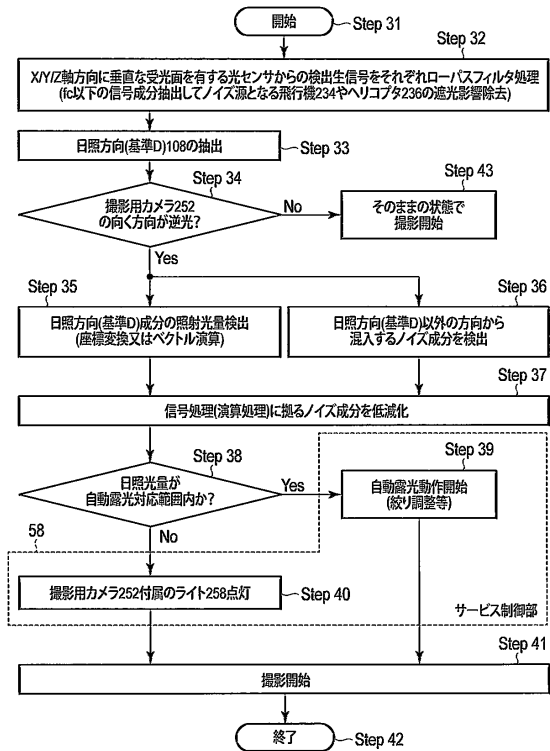 開始
Step 31
Step 32
X/Y/Z軸方向に垂直な受光面を有する光センサからの検出生信号をそれぞれローパスフィルタ処理
(fc以下の信号成分抽出してノイズ源となる飛行機234やヘリコプタ236の遮光影響除去)
日照方向(基準D)108の抽出
Step 33
Step 34
撮影用カメラ252
の向く方向が逆光?
No
Yes
Step 43
そのままの状態で
撮影開始
Step 35
日照方向(基準D)成分の照射光量検出
(座標変換又はベクトル演算)
Step 36
日照方向(基準D)以外の方向から
混入するノイズ成分を検出
Step 37
信号処理(演算処理)に拠るノイズ成分を低減化
Step 38
日照光量が
自動露光対応範囲内か?
Yes
No
Step 39
自動露光動作開始
(絞り調整等)
58
撮影用カメラ252付属のライト258点灯
Step 40
サービス制御部
Step 41
撮影開始
終了
Step 42